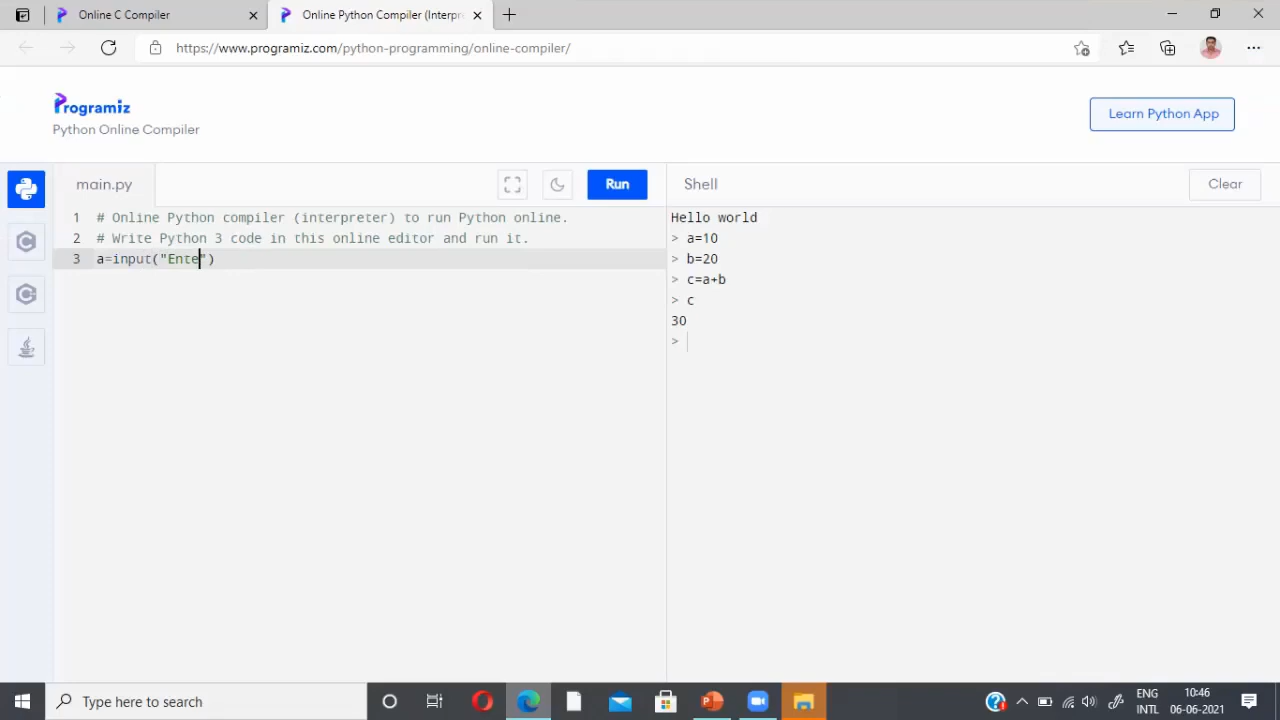 Online C Compiler
Online Python Compiler (Interpr
https://www.programiz.com/python-programming/online-compiler/
Programiz
Python Online Compiler
Learn Python App
main.py
Run
Shell
Clear
1 # Online Python compiler (interpreter) to run Python online.
2 # Write Python 3 code in this online editor and run it.
3 a=input("Ente")
Hello world
> a=10
> b=20
> c=a+b
> c
30
>
Type here to search
ENG
INTL
10:46
06-06-2021